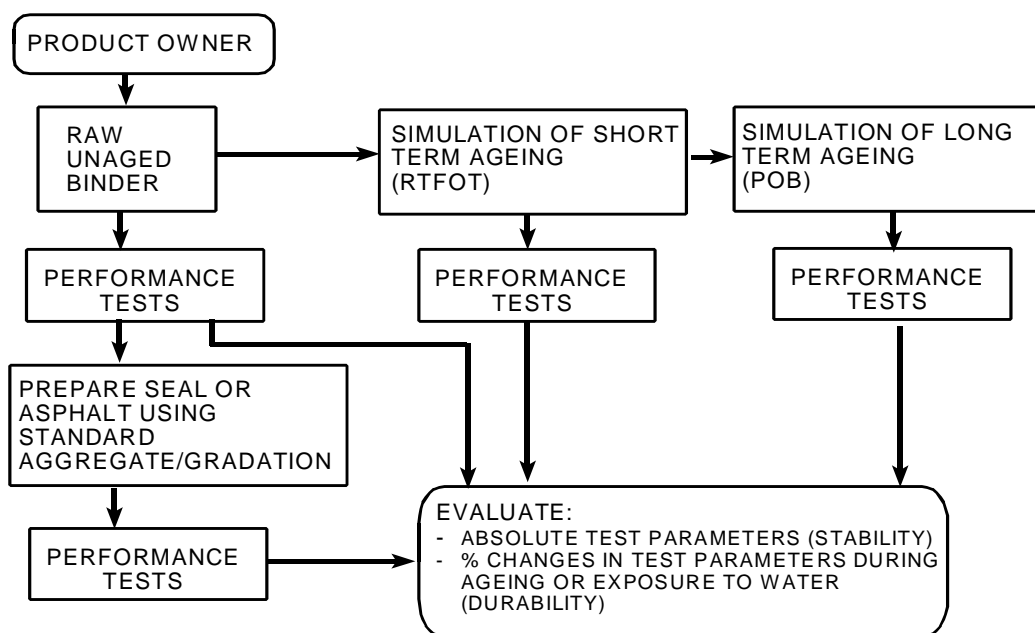 PRODUCT OWNER
RAW
UNAGED
BINDER
SIMULATION OF SHORT
TERM AGEING
(RTFOT)
SIMULATION OF LONG
TERM AGEING
(POB)
PERFORMANCE
TESTS
PERFORMANCE
TESTS
PERFORMANCE
TESTS
PREPARE SEAL OR
ASPHALT USING
STANDARD
AGGREGATE/GRADATION
PERFORMANCE
TESTS
EVALUATE:
- ABSOLUTE TEST PARAMETERS (STABILITY)
- % CHANGES IN TEST PARAMETERS DURING
AGEING OR EXPOSURE TO WATER
(DURABILITY)